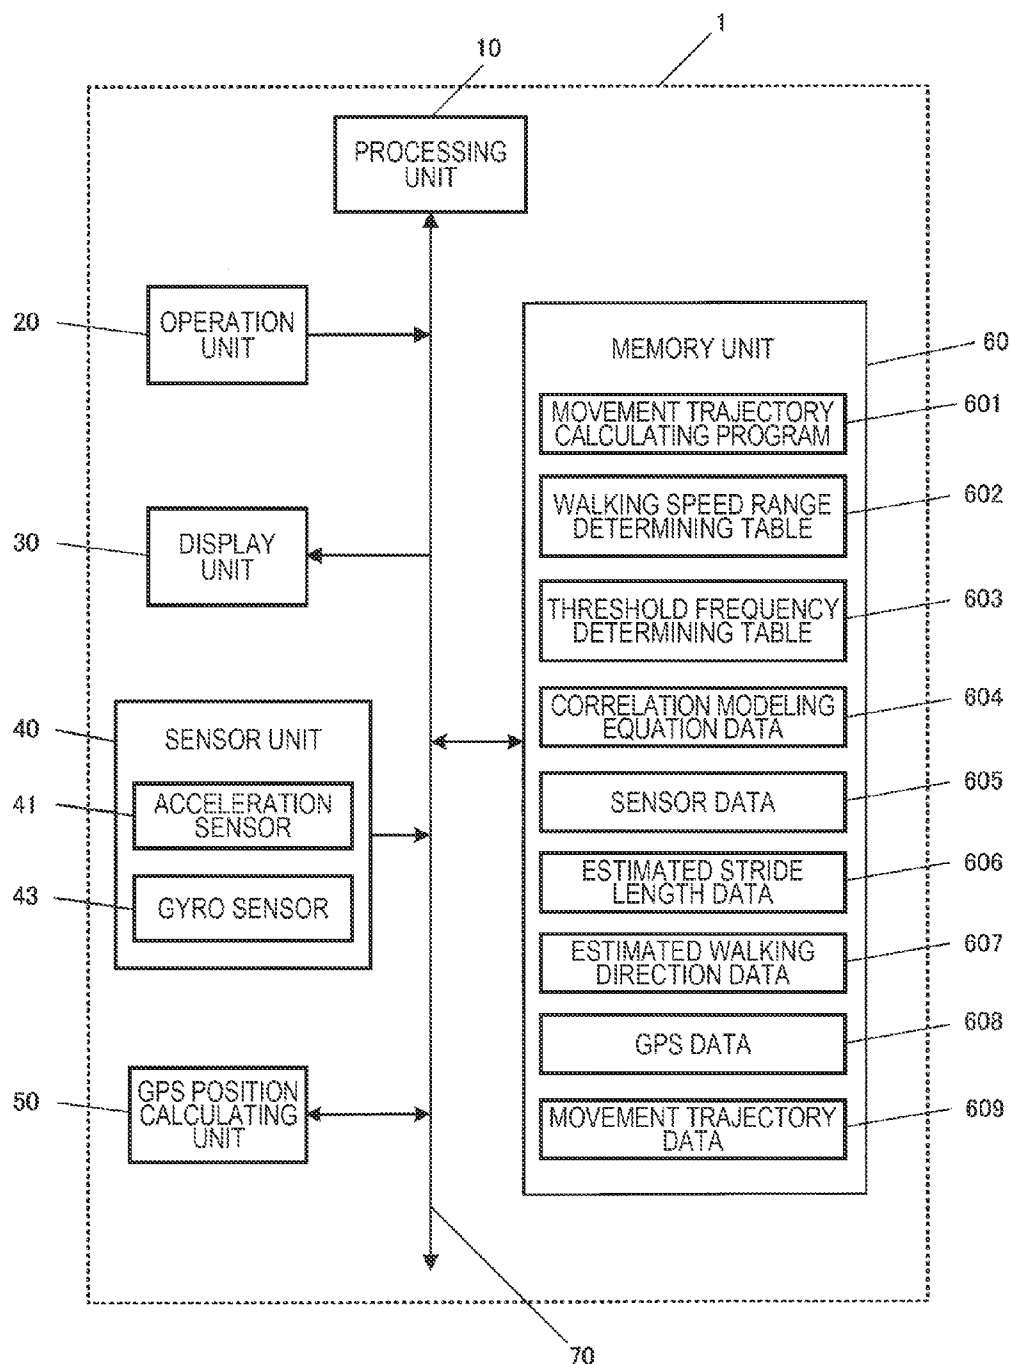 1
10
PROCESSING
UNIT
20
OPERATION
UNIT
30
DISPLAY
UNIT
40
SENSOR UNIT
41
ACCELERATION
SENSOR
43
GYRO SENSOR
50
GPS POSITION
CALCULATING
UNIT
MEMORY UNIT
60
MOVEMENT TRAJECTORY
CALCULATING PROGRAM
601
WALKING SPEED RANGE
DETERMINING TABLE
602
THRESHOLD FREQUENCY
DETERMINING TABLE
603
CORRELATION MODELING
EQUATION DATA
604
SENSOR DATA
605
ESTIMATED STRIDE
LENGTH DATA
606
ESTIMATED WALKING
DIRECTION DATA
607
GPS DATA
608
MOVEMENT TRAJECTORY
DATA
609
70